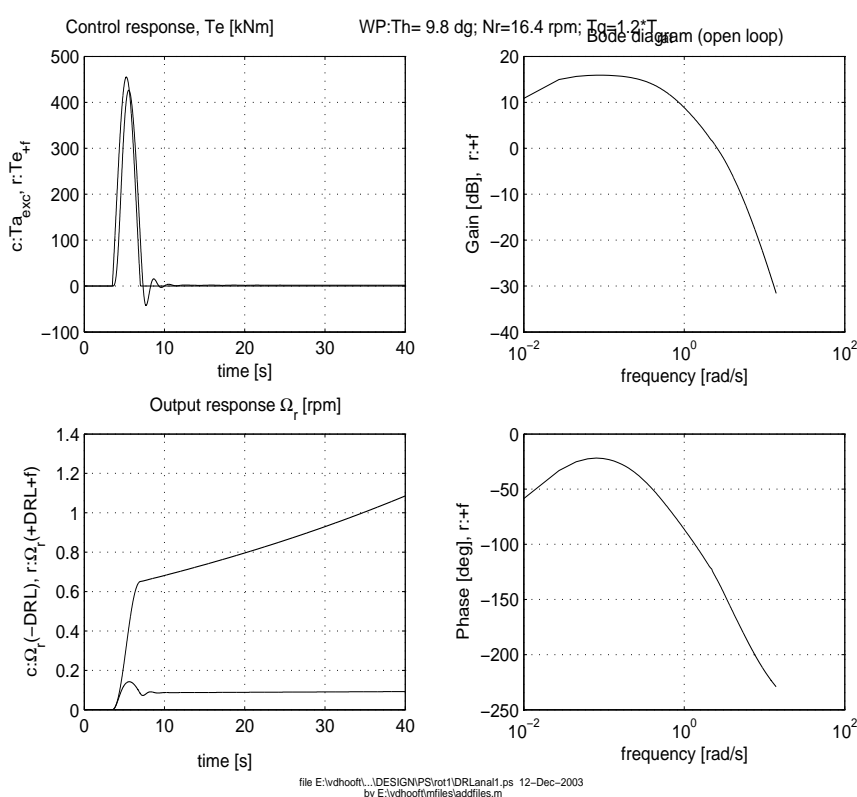 Control response, Te [kNm]
WP:Th= 9.8 dg; Nr=16.4 rpm; Tg=1.2*T
Bode diagram (open loop)
500
400
300
200
100
0
−100
c:Ta_exc, r:Te_+f
0 10 20 30 40
time [s]
20
10
0
−10
−20
−30
−40
Gain [dB], r:+f
10^−2 10^0 10^2
frequency [rad/s]
Output response Ω_r [rpm]
1.4
1.2
1
0.8
0.6
0.4
0.2
0
c:Ω_r(−DRL), r:Ω_r(+DRL+f)
0 10 20 30 40
time [s]
0
−50
−100
−150
−200
−250
Phase [deg], r:+f
10^−2 10^0 10^2
frequency [rad/s]
file E:\vdhooft\...\DESIGN\PS\rot1\DRLanal1.ps 12−Dec−2003
by E:\vdhooft\mfiles\addfiles.m